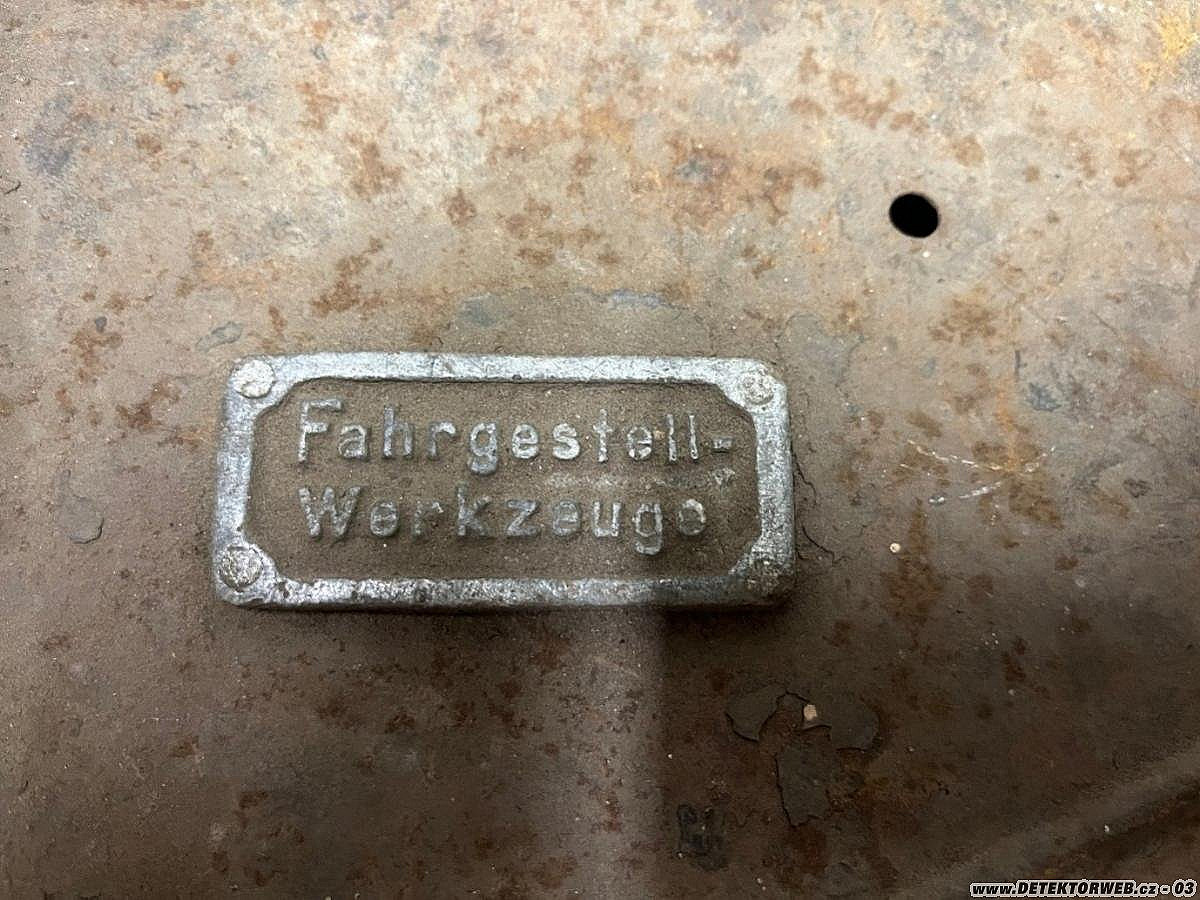 Fahrgestell-
Werkzeuge
www.DETEKTORWEB.cz - 03